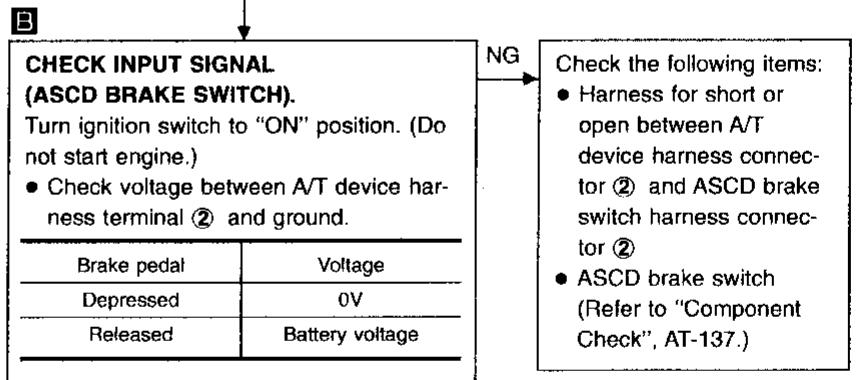 B
CHECK INPUT SIGNAL
(ASCD BRAKE SWITCH).
Turn ignition switch to “ON” position. (Do
not start engine.)
● Check voltage between A/T device har-
ness terminal ② and ground.
Brake pedal Voltage
Depressed 0V
Released Battery voltage
NG
Check the following items:
● Harness for short or
open between A/T
device harness connec-
tor ② and ASCD brake
switch harness connec-
tor ②
● ASCD brake switch
(Refer to “Component
Check”, AT-137.)